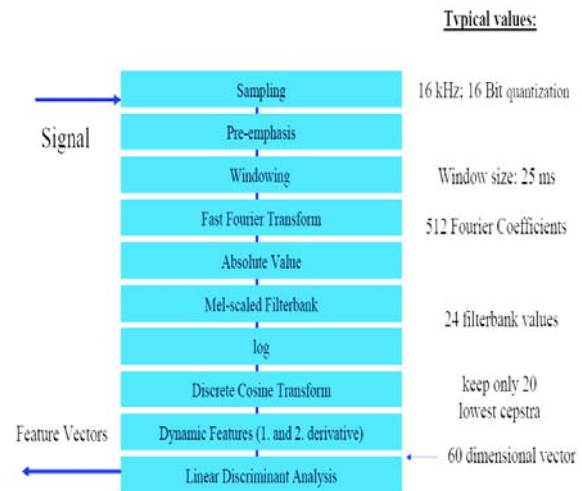 Typical values:
Sampling
16 kHz; 16 Bit quantization
Signal
Pre-emphasis
Windowing
Window size: 25 ms
Fast Fourier Transform
512 Fourier Coefficients
Absolute Value
Mel-scaled Filterbank
24 filterbank values
log
Discrete Cosine Transform
keep only 20
lowest cepstra
Feature Vectors
Dynamic Features (1. and 2. derivative)
60 dimensional vector
Linear Discriminant Analysis